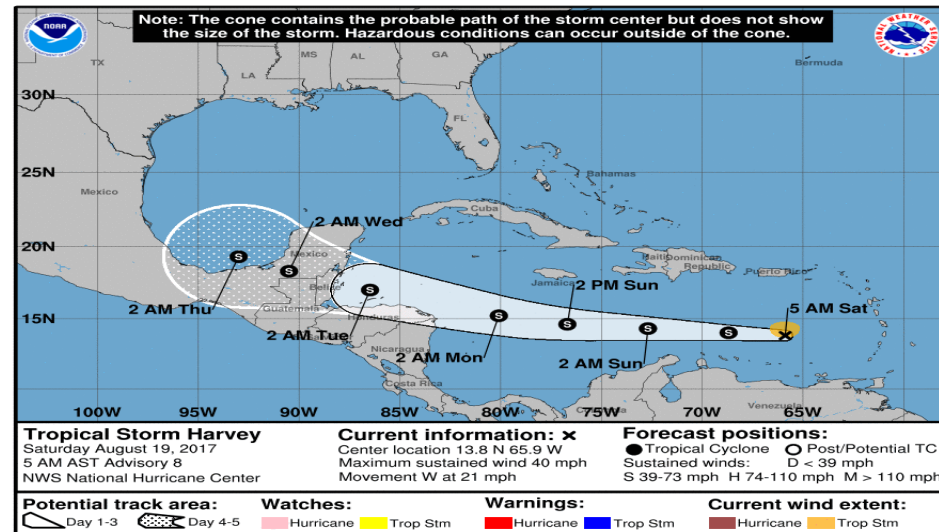 Note: The cone contains the probable path of the storm center but does not show
the size of the storm. Hazardous conditions can occur outside of the cone.
NOAA
NATIONAL WEATHER SERVICE
TX
LA
MS
AL
GA
Bermuda
30N
FL
25N
Mexico
Bahamas
Cuba
2 AM Wed
20N
Mexico
Haiti
Dominican
Republic
Puerto Rico
Belize
Jamaica
2 PM Sun
5 AM Sat
2 AM Thu
Guatemala
Honduras
15N
2 AM Tue
2 AM Mon
2 AM Sun
Nicaragua
Costa Rica
Venezuela
100W 95W 90W 85W 80W 75W 70W 65W
Tropical Storm Harvey
Saturday August 19, 2017
5 AM AST Advisory 8
NWS National Hurricane Center
Current information: x
Center location 13.8 N 65.9 W
Maximum sustained wind 40 mph
Movement W at 21 mph
Forecast positions:
Tropical Cyclone Post/Potential TC
Sustained winds: D < 39 mph
S 39-73 mph H 74-110 mph M > 110 mph
Potential track area:
Day 1-3 Day 4-5
Watches:
Hurricane Trop Stm
Warnings:
Hurricane Trop Stm
Current wind extent:
Hurricane Trop Stm